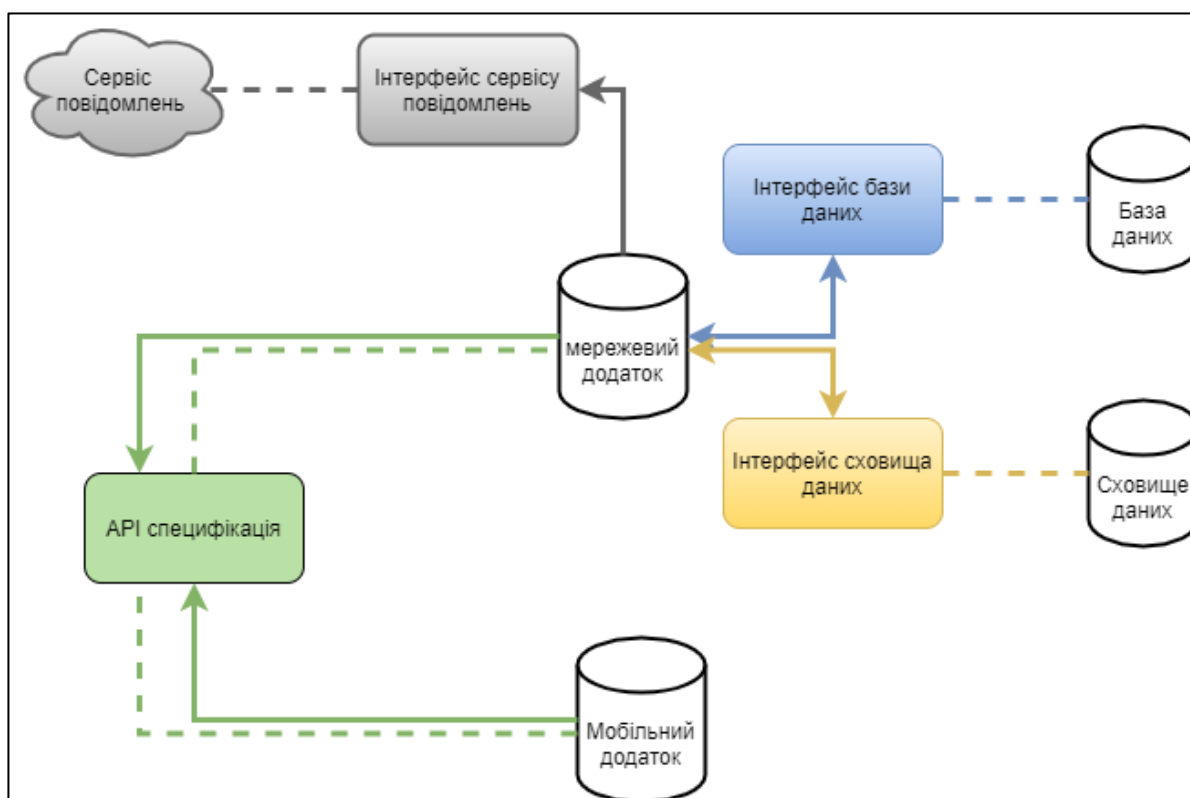 Сервіс
повідомлень
Інтерфейс сервісу
повідомлень
Інтерфейс бази
даних
База
даних
мережевий
додаток
Інтерфейс сховища
даних
Сховище
даних
АРІ специфікація
Мобільний
додаток